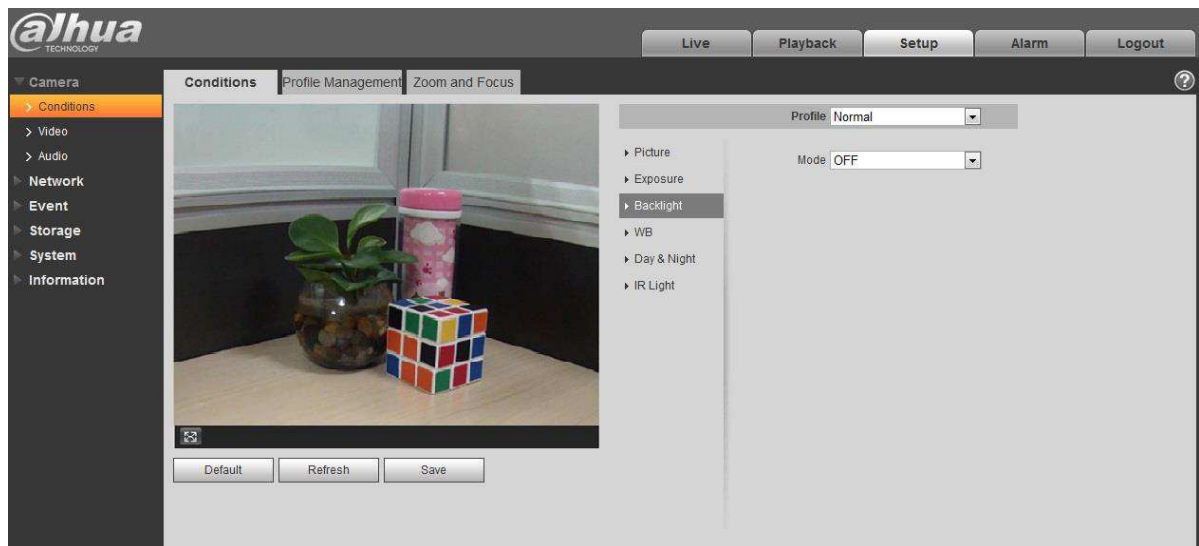 alhua
TECHNOLOGY
Live
Playback
Setup
Alarm
Logout
Camera
Conditions
Video
Audio
Network
Event
Storage
System
Information
Conditions
Profile Management
Zoom and Focus
?
Profile Normal
Picture
Exposure
Backlight
WB
Day & Night
IR Light
Mode OFF
Default
Refresh
Save